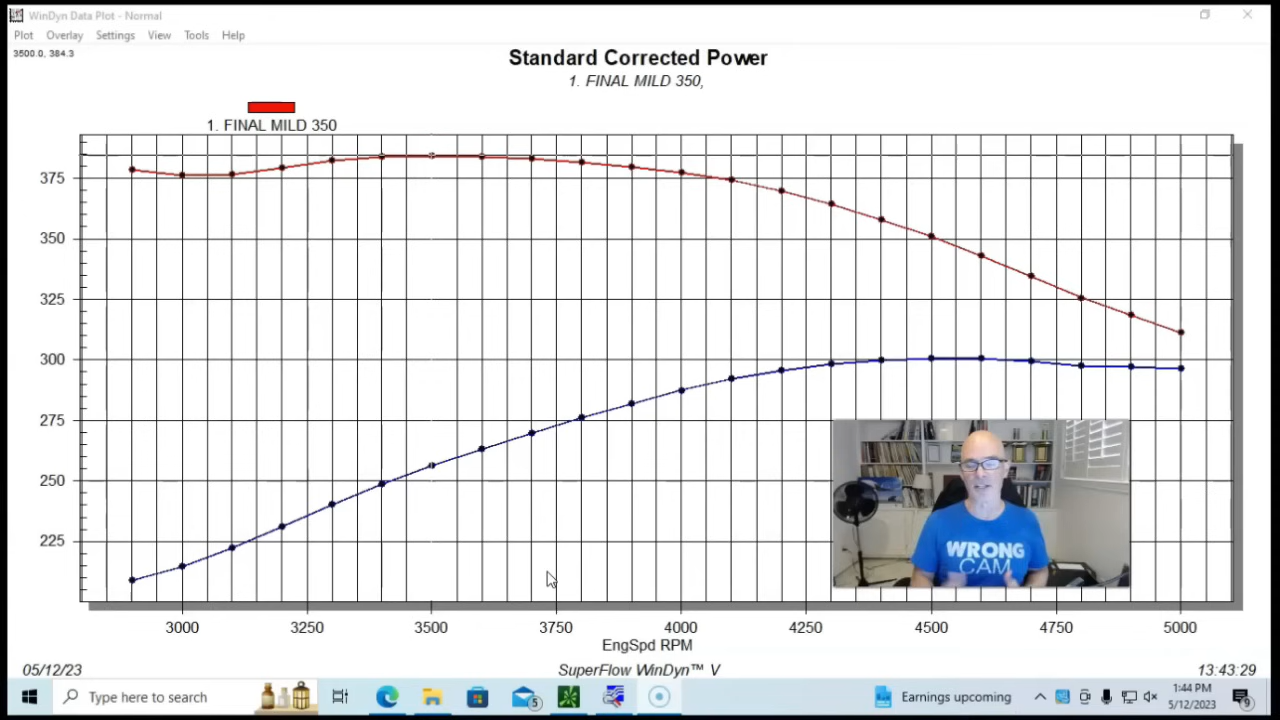 WinDyn Data Plot - Normal
Plot Overlay Settings View Tools Help
3500.0, 384.3
Standard Corrected Power
1. FINAL MILD 350,
1. FINAL MILD 350
375
350
325
300
275
250
225
3000 3250 3500 3750 4000 4250 4500 4750 5000
EngSpd RPM
WRONG
CAM
05/12/23 SuperFlow WinDyn™ V 13:43:29
Type here to search 5 Earnings upcoming 1:44 PM
5/12/2023 9